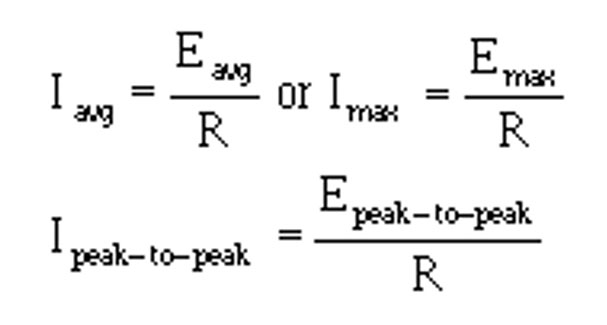 I avg = E avg / R or I max = E max / R
I peak-to-peak = E peak-to-peak / R